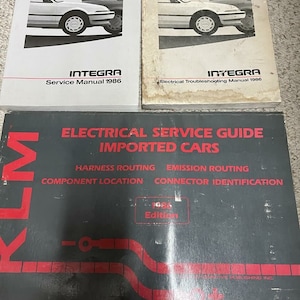 INTEGRA
Service Manual 1986
INTEGRA
Electrical Troubleshooting Manual 1986
KLM
ELECTRICAL SERVICE GUIDE
IMPORTED CARS
HARNESS ROUTING EMISSION ROUTING
COMPONENT LOCATION CONNECTOR IDENTIFICATION
Edition